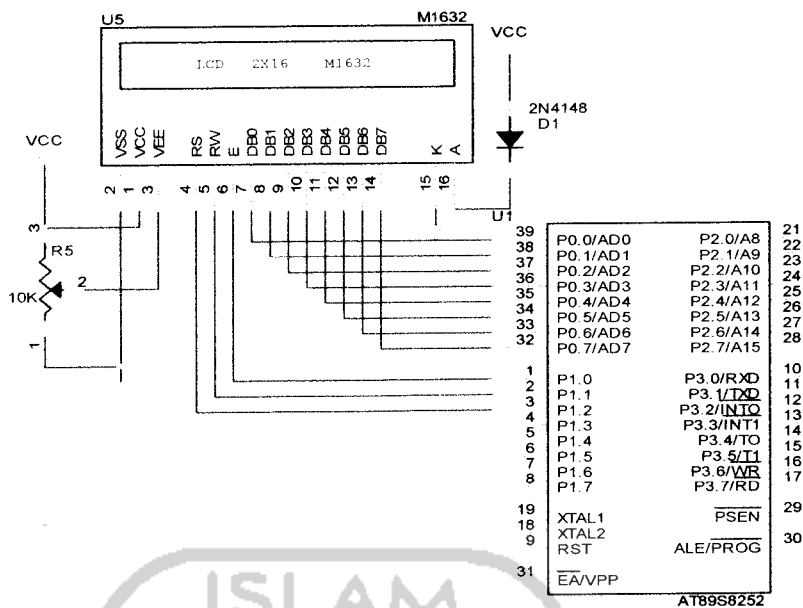 U5 M1632
LCD 2X16 M1632
VSS VCC VEE RS RW E DB0 DB1 DB2 DB3 DB4 DB5 DB6 DB7 K A
2 1 3 4 5 6 7 8 9 10 11 12 13 14 15 16
VCC
2N4148
D1
VCC
3
R5
2
10K
1
U1
39 P0.0/AD0 P2.0/A8 21
38 P0.1/AD1 P2.1/A9 22
37 P0.2/AD2 P2.2/A10 23
36 P0.3/AD3 P2.3/A11 24
35 P0.4/AD4 P2.4/A12 25
34 P0.5/AD5 P2.5/A13 26
33 P0.6/AD6 P2.6/A14 27
32 P0.7/AD7 P2.7/A15 28
1 P1.0 P3.0/RXD 10
2 P1.1 P3.1/TXD 11
3 P1.2 P3.2/INTO 12
4 P1.3 P3.3/INT1 13
5 P1.4 P3.4/TO 14
6 P1.5 P3.5/T1 15
7 P1.6 P3.6/WR 16
8 P1.7 P3.7/RD 17
19 XTAL1 PSEN 29
18 XTAL2
9 RST ALE/PROG 30
31 EA/VPP
AT89S8252
ISLAM